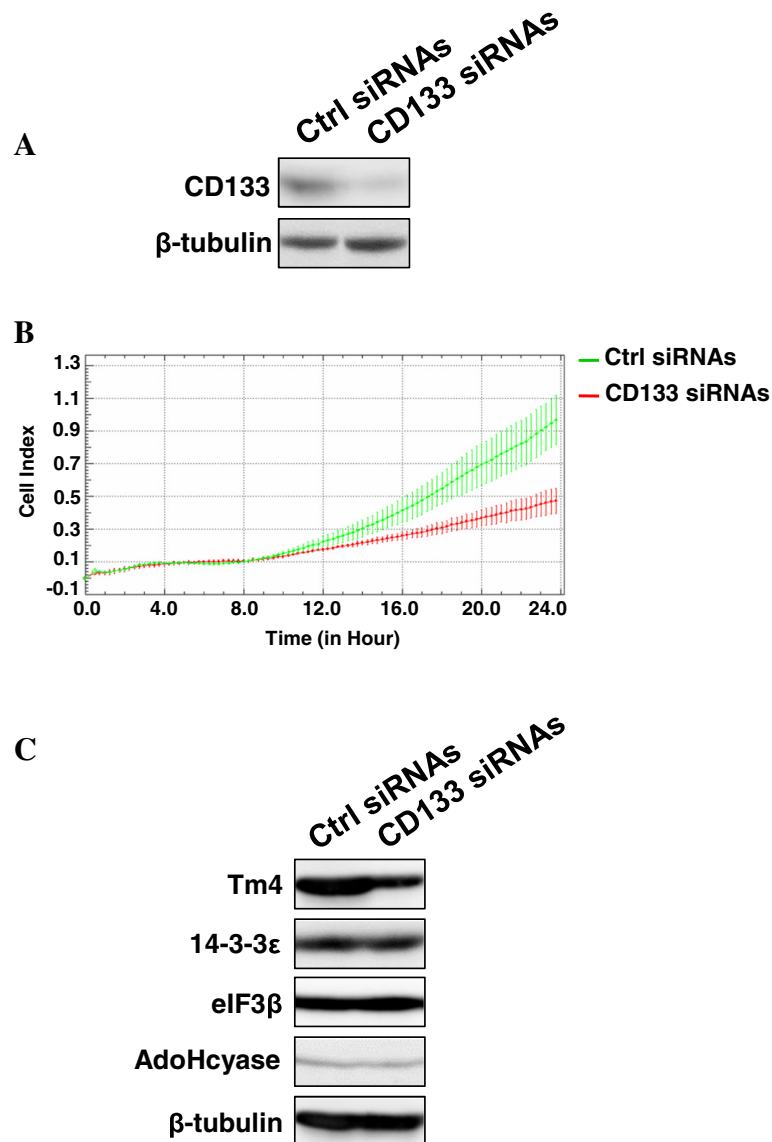 A
Ctrl siRNAs
CD133 siRNAs
CD133
β-tubulin
B
1.3
1.1
0.9
0.7
0.5
0.3
0.1
-0.1
Cell Index
0.0 4.0 8.0 12.0 16.0 20.0 24.0
Time (in Hour)
Ctrl siRNAs
CD133 siRNAs
C
Ctrl siRNAs
CD133 siRNAs
Tm4
14-3-3ε
eIF3β
AdoHcyase
β-tubulin